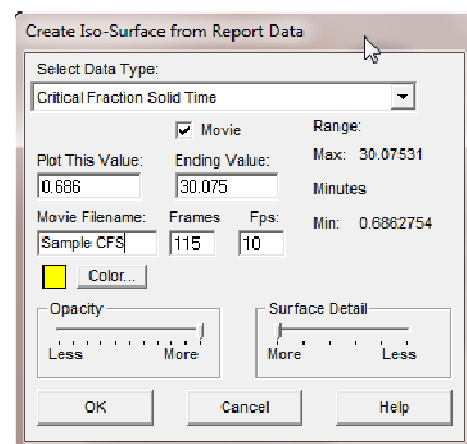 Create Iso-Surface from Report Data
Select Data Type:
Critical Fraction Solid Time
Movie
Range:
Plot This Value:
Ending Value:
Max: 30.07531
0.686
30.075
Minutes
Movie Filename:
Frames
Fps:
Min: 0.6862754
Sample CFS
115
10
Color...
Opacity
Surface Detail
Less
More
More
Less
OK
Cancel
Help